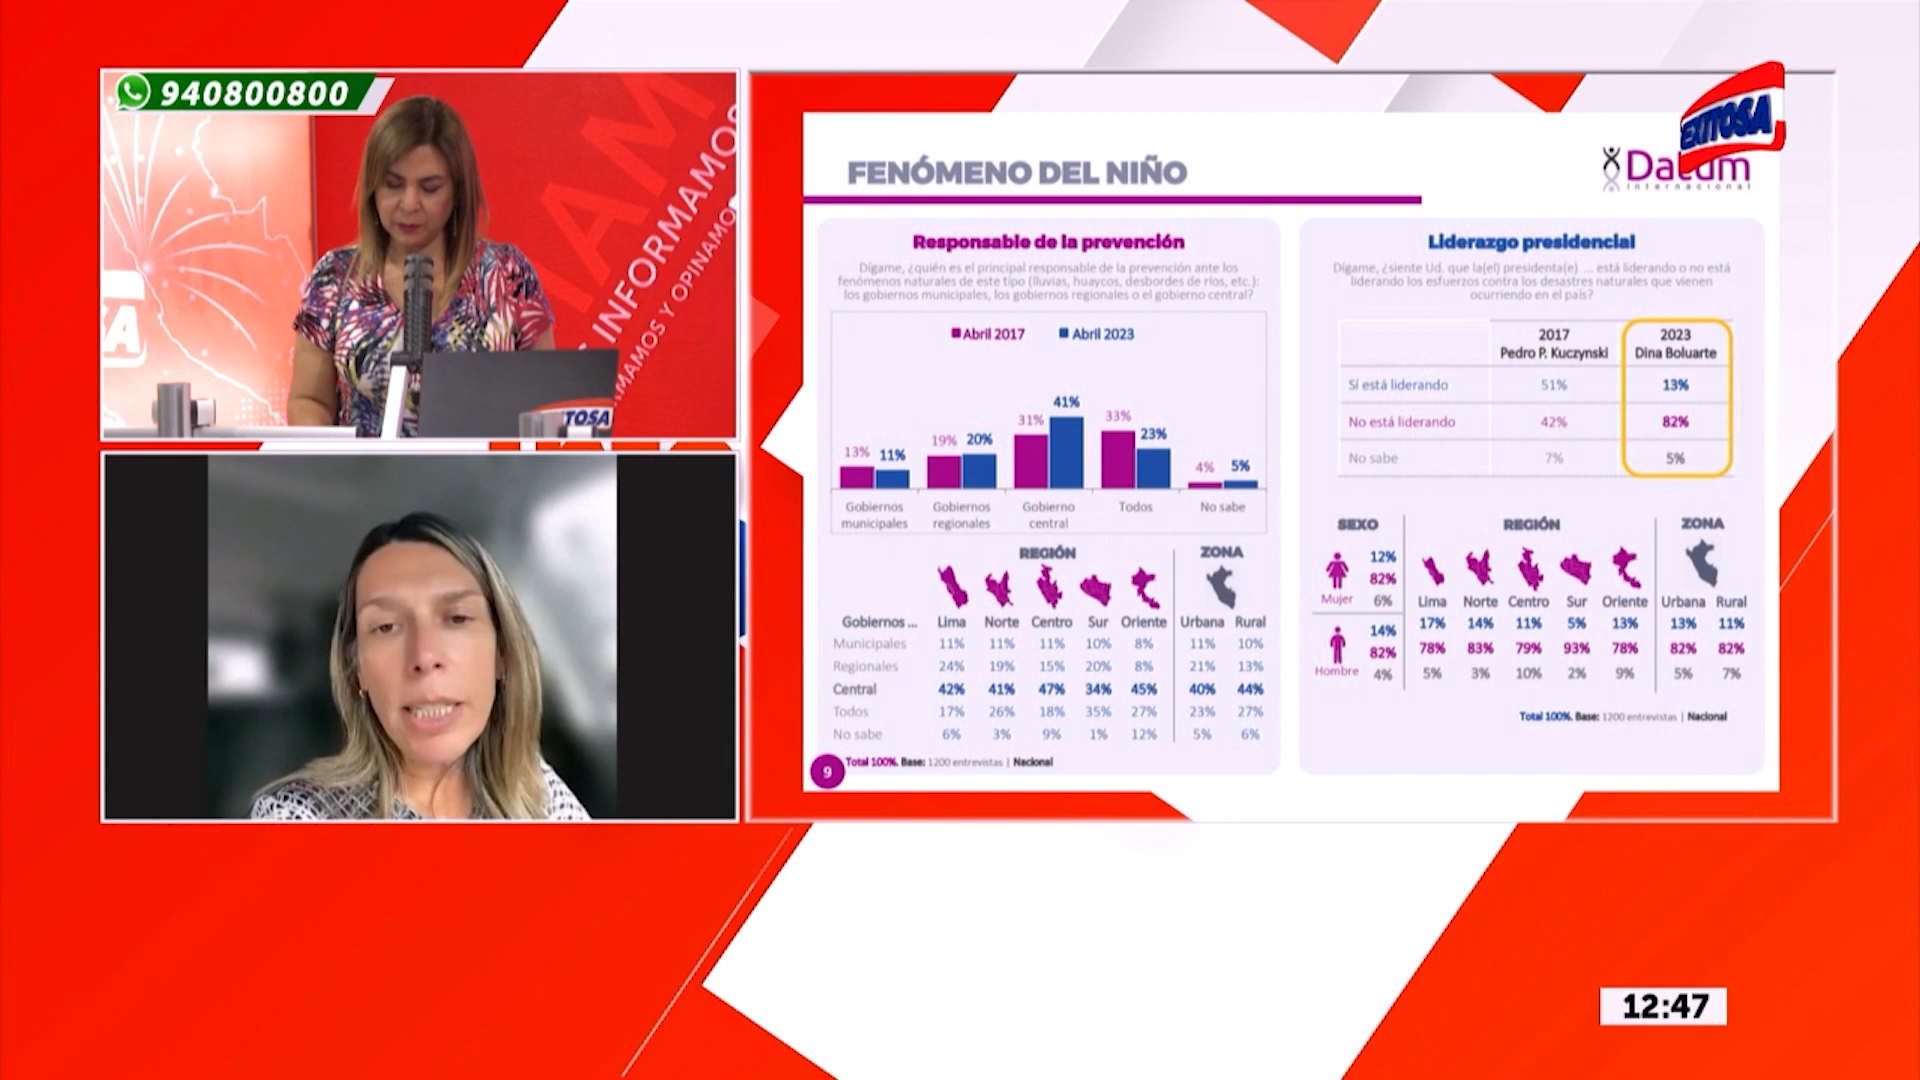 940800800
INFORMAMOS
AMAMOS Y OPINAMOS
TOSA
EXITOSA
FENÓMENO DEL NIÑO
Datum
Internacional
Responsable de la prevención
Dígame, ¿quién es el principal responsable de la prevención ante los
fenómenos naturales de este tipo (lluvias, huaycos, desbordes de ríos, etc.):
los gobiernos municipales, los gobiernos regionales o el gobierno central?
Abril 2017 Abril 2023
13% 11% 19% 20% 31% 41% 33% 23% 4% 5%
Gobiernos Gobiernos Gobierno Todos No sabe
municipales regionales central
REGIÓN ZONA
Gobiernos ... Lima Norte Centro Sur Oriente Urbana Rural
Municipales 11% 11% 11% 10% 8% 11% 10%
Regionales 24% 19% 15% 20% 8% 21% 13%
Central 42% 41% 47% 34% 45% 40% 44%
Todos 17% 26% 18% 35% 27% 23% 27%
No sabe 6% 3% 9% 1% 12% 5% 6%
9 Total 100%. Base: 1200 entrevistas | Nacional
Liderazgo presidencial
Dígame, ¿siente Ud. que la(el) presidenta(e) ... está liderando o no está
liderando los esfuerzos contra los desastres naturales que vienen
ocurriendo en el país?
2017 2023
Pedro P. Kuczynski Dina Boluarte
Sí está liderando 51% 13%
No está liderando 42% 82%
No sabe 7% 5%
SEXO REGIÓN ZONA
12%
82%
Mujer 6%
14%
82%
Hombre 4%
Lima Norte Centro Sur Oriente Urbana Rural
17% 14% 11% 5% 13% 13% 11%
78% 83% 79% 93% 78% 82% 82%
5% 3% 10% 2% 9% 5% 7%
Total 100%. Base: 1200 entrevistas | Nacional
12:47